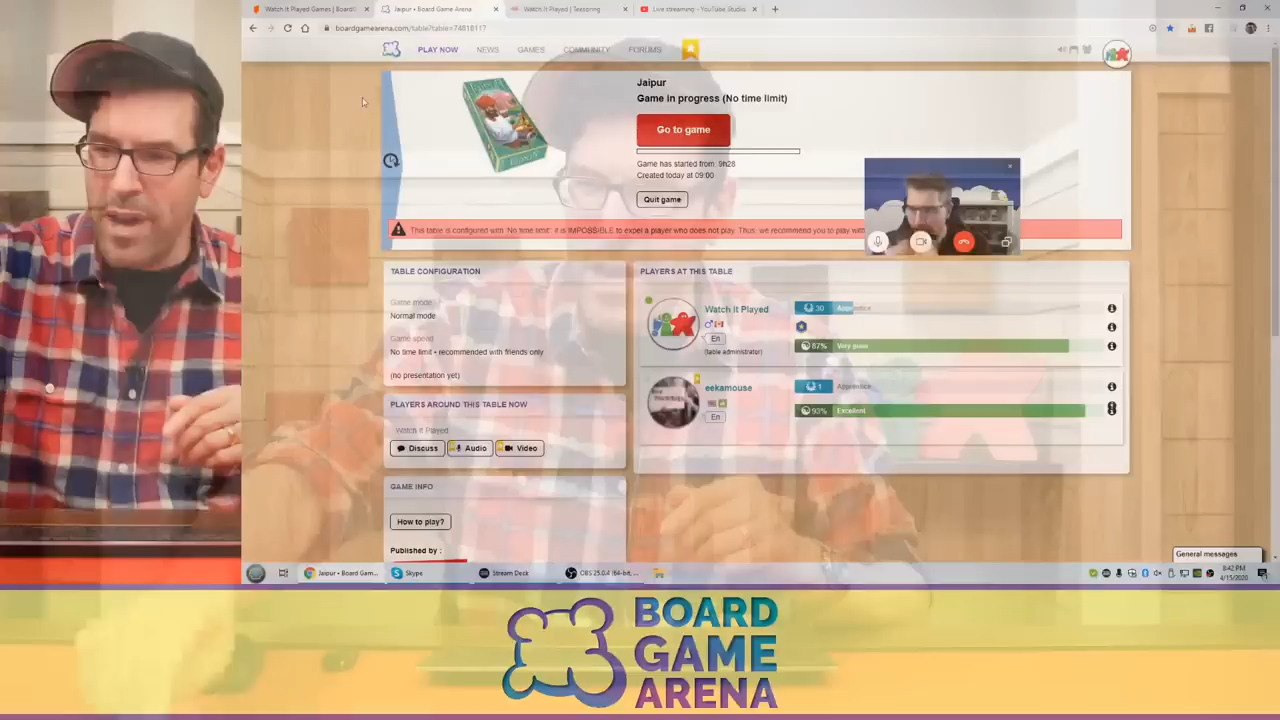 Watch It Played Games | BoardG
Jaipur • Board Game Arena
Watch It Played | Teespring
Live streaming - YouTube Studio
boardgamearena.com/table?table=74818117
PLAY NOW
NEWS
GAMES
COMMUNITY
FORUMS
Jaipur
Game in progress (No time limit)
Go to game
Game has started from: 9h28
Created today at 09:00
Quit game
This table is configured with 'No time limit': it is IMPOSSIBLE to expel a player who does not play. Thus, we recommend you to play with
TABLE CONFIGURATION
Game mode
Normal mode
Game speed
No time limit • recommended with friends only
(no presentation yet)
PLAYERS AROUND THIS TABLE NOW
Watch It Played
Discuss
Audio
Video
GAME INFO
How to play?
Published by :
PLAYERS AT THIS TABLE
Watch It Played
En
(table administrator)
30
Apprentice
87%
Very good
eekamouse
En
1
Apprentice
93%
Excellent
General messages
Jaipur • Board Gam...
Skype
Stream Deck
OBS 25.0.4 (64-bit, ...
8:42 PM
4/15/2020
BOARD
GAME
ARENA